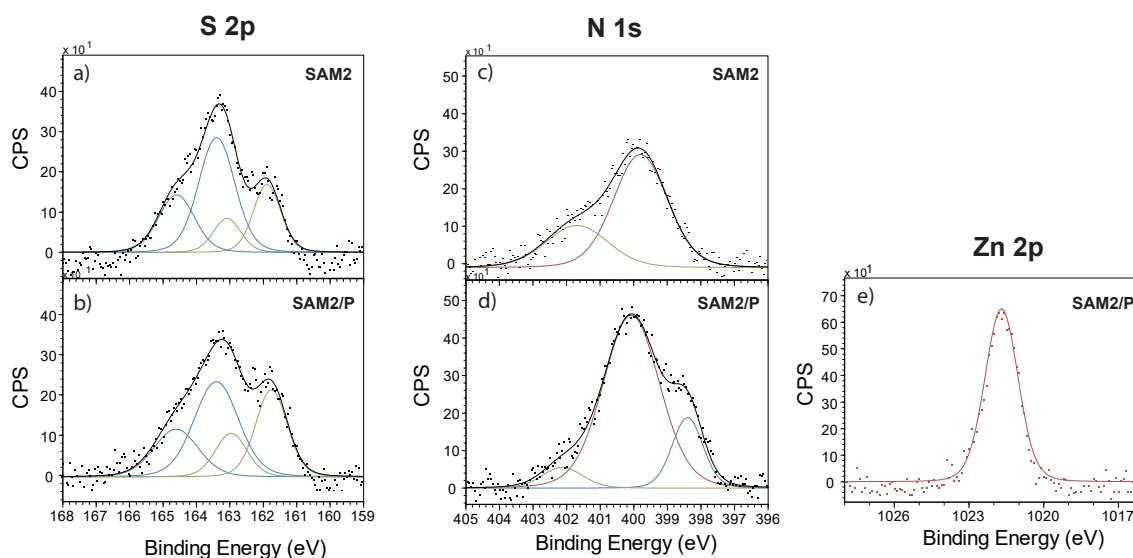 S 2p
N 1s
x 10¹
a)
SAM2
40
30
20
10
0
CPS
b)
SAM2/P
40
30
20
10
0
CPS
168 167 166 165 164 163 162 161 160 159
Binding Energy (eV)
x 10¹
c)
SAM2
50
40
30
20
10
0
CPS
x 10¹
d)
SAM2/P
50
40
30
20
10
0
CPS
405 404 403 402 401 400 399 398 397 396
Binding Energy (eV)
Zn 2p
x 10¹
e)
SAM2/P
70
60
50
40
30
20
10
0
CPS
1026
1023
1020
1017
Binding Energy (eV)